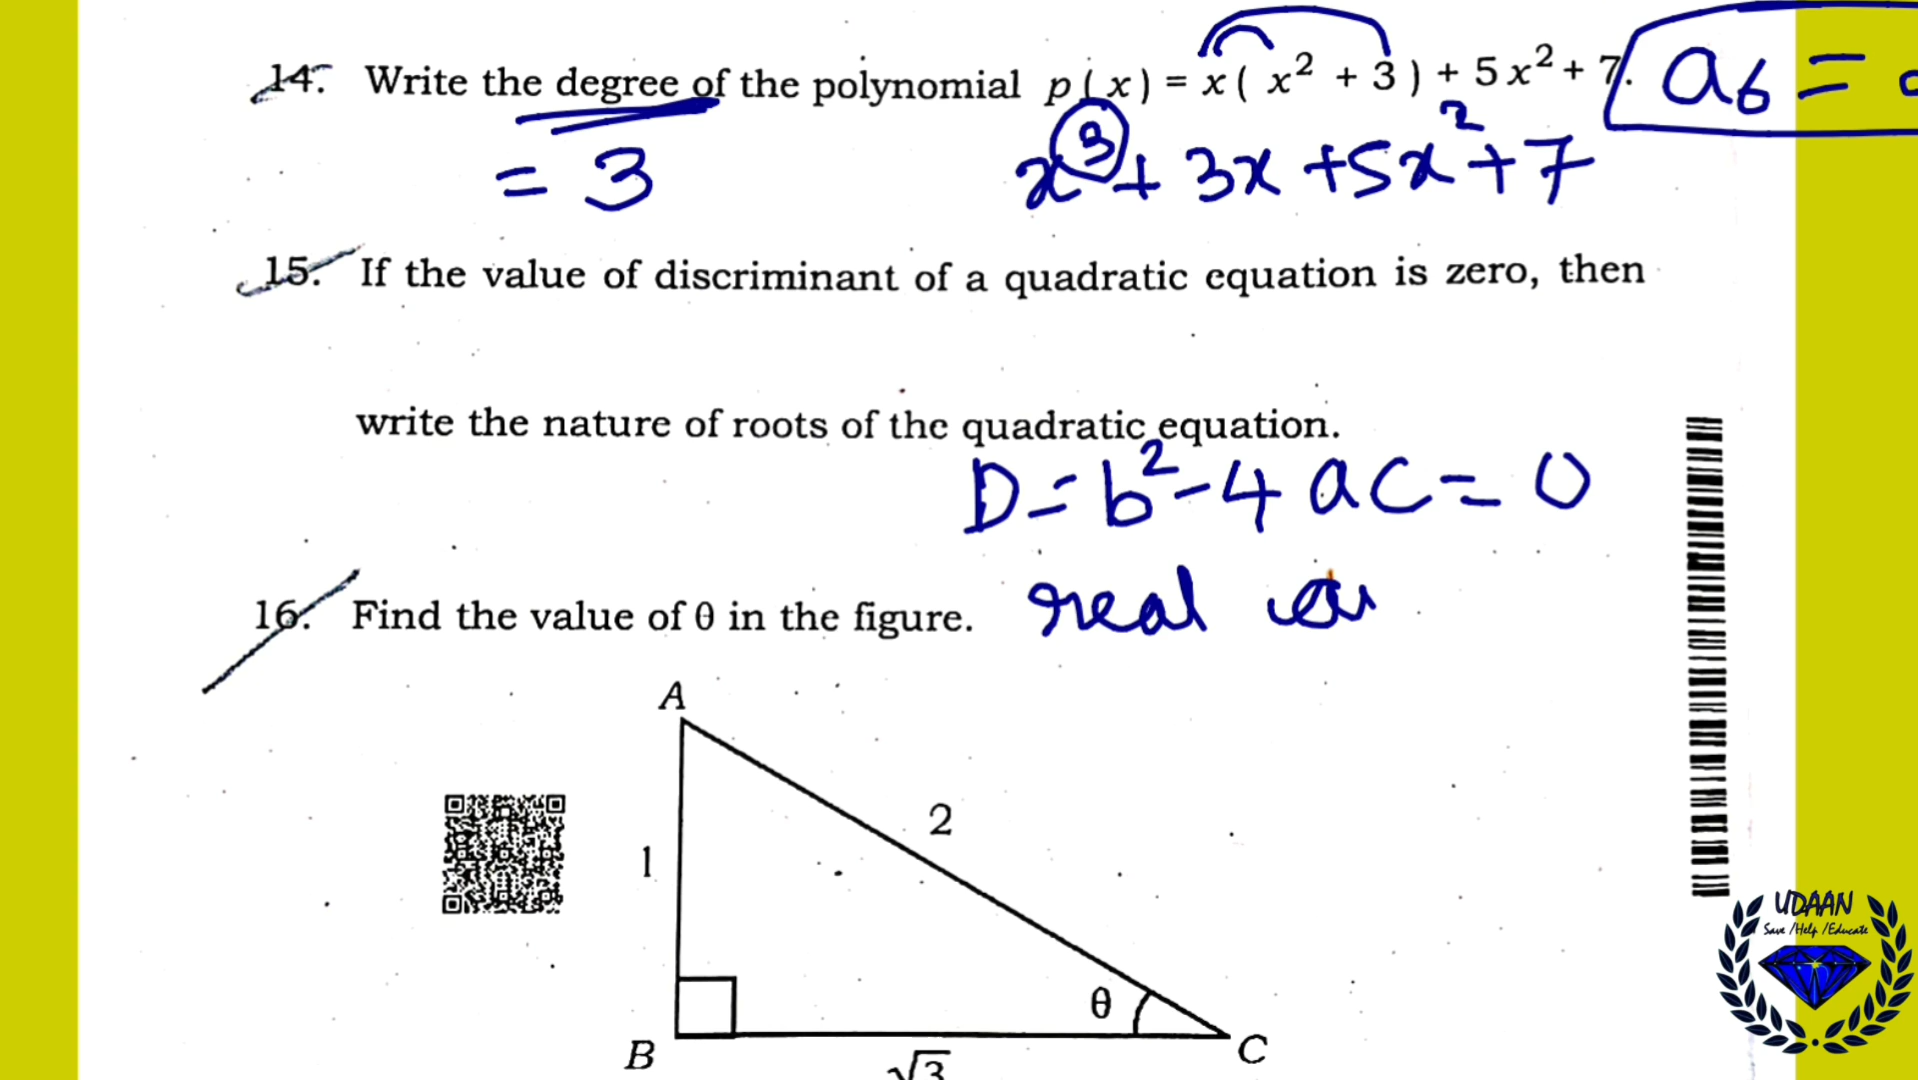 14. Write the degree of the polynomial p ( x ) = x ( x² + 3 ) + 5x² + 7.
a₆ =
= 3
x³ + 3x + 5x² + 7
15. If the value of discriminant of a quadratic equation is zero, then
write the nature of roots of the quadratic equation.
D = b² - 4ac = 0
16. Find the value of θ in the figure.
real
A
2
1
θ
B
√3
C
UDAAN
Save /Help /Educate